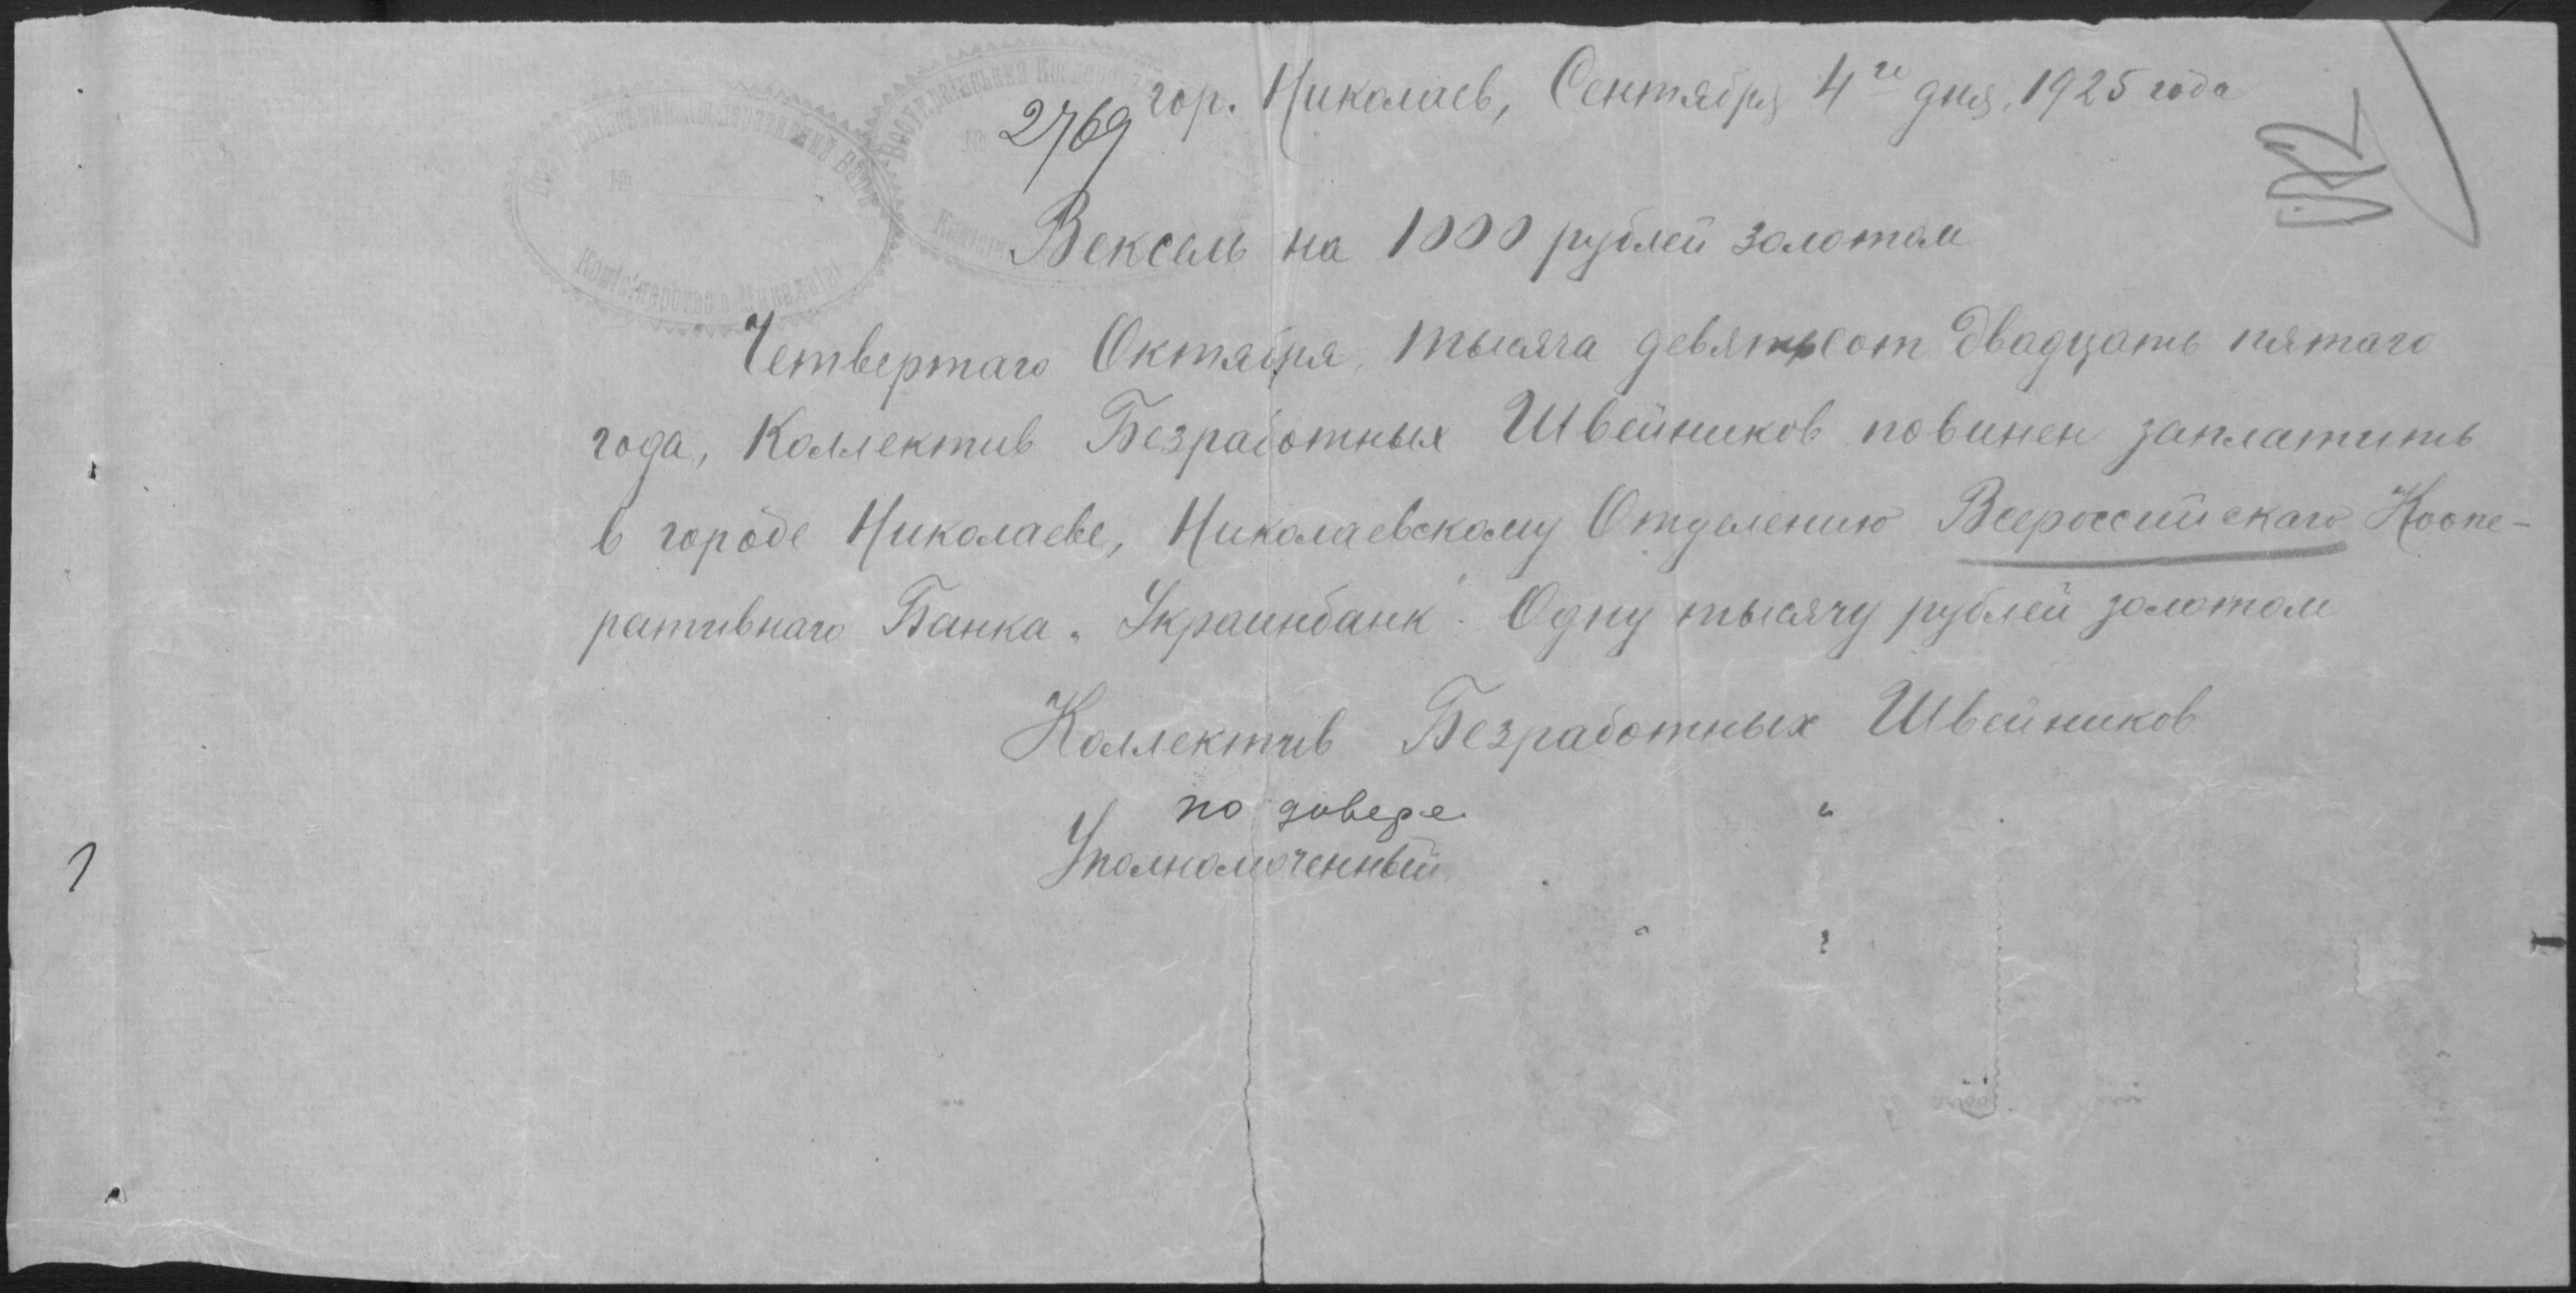 гор. Николаев, Сентября 4го дня, 1925 года
2769
№
№
Вексель на 1000 рублей золотом
Четвертаго Октября, тысяча девятьсот двадцать пятаго
года, Коллектив Безработных Швейников повинен заплатить
в городе Николаеве, Николаевскому Отделению Всероссийскаго Коопе-
ративнаго Банка „Украинбанк". Одну тысячу рублей золотом
Коллектив Безработных Швейников
по довере
Уполномоченный